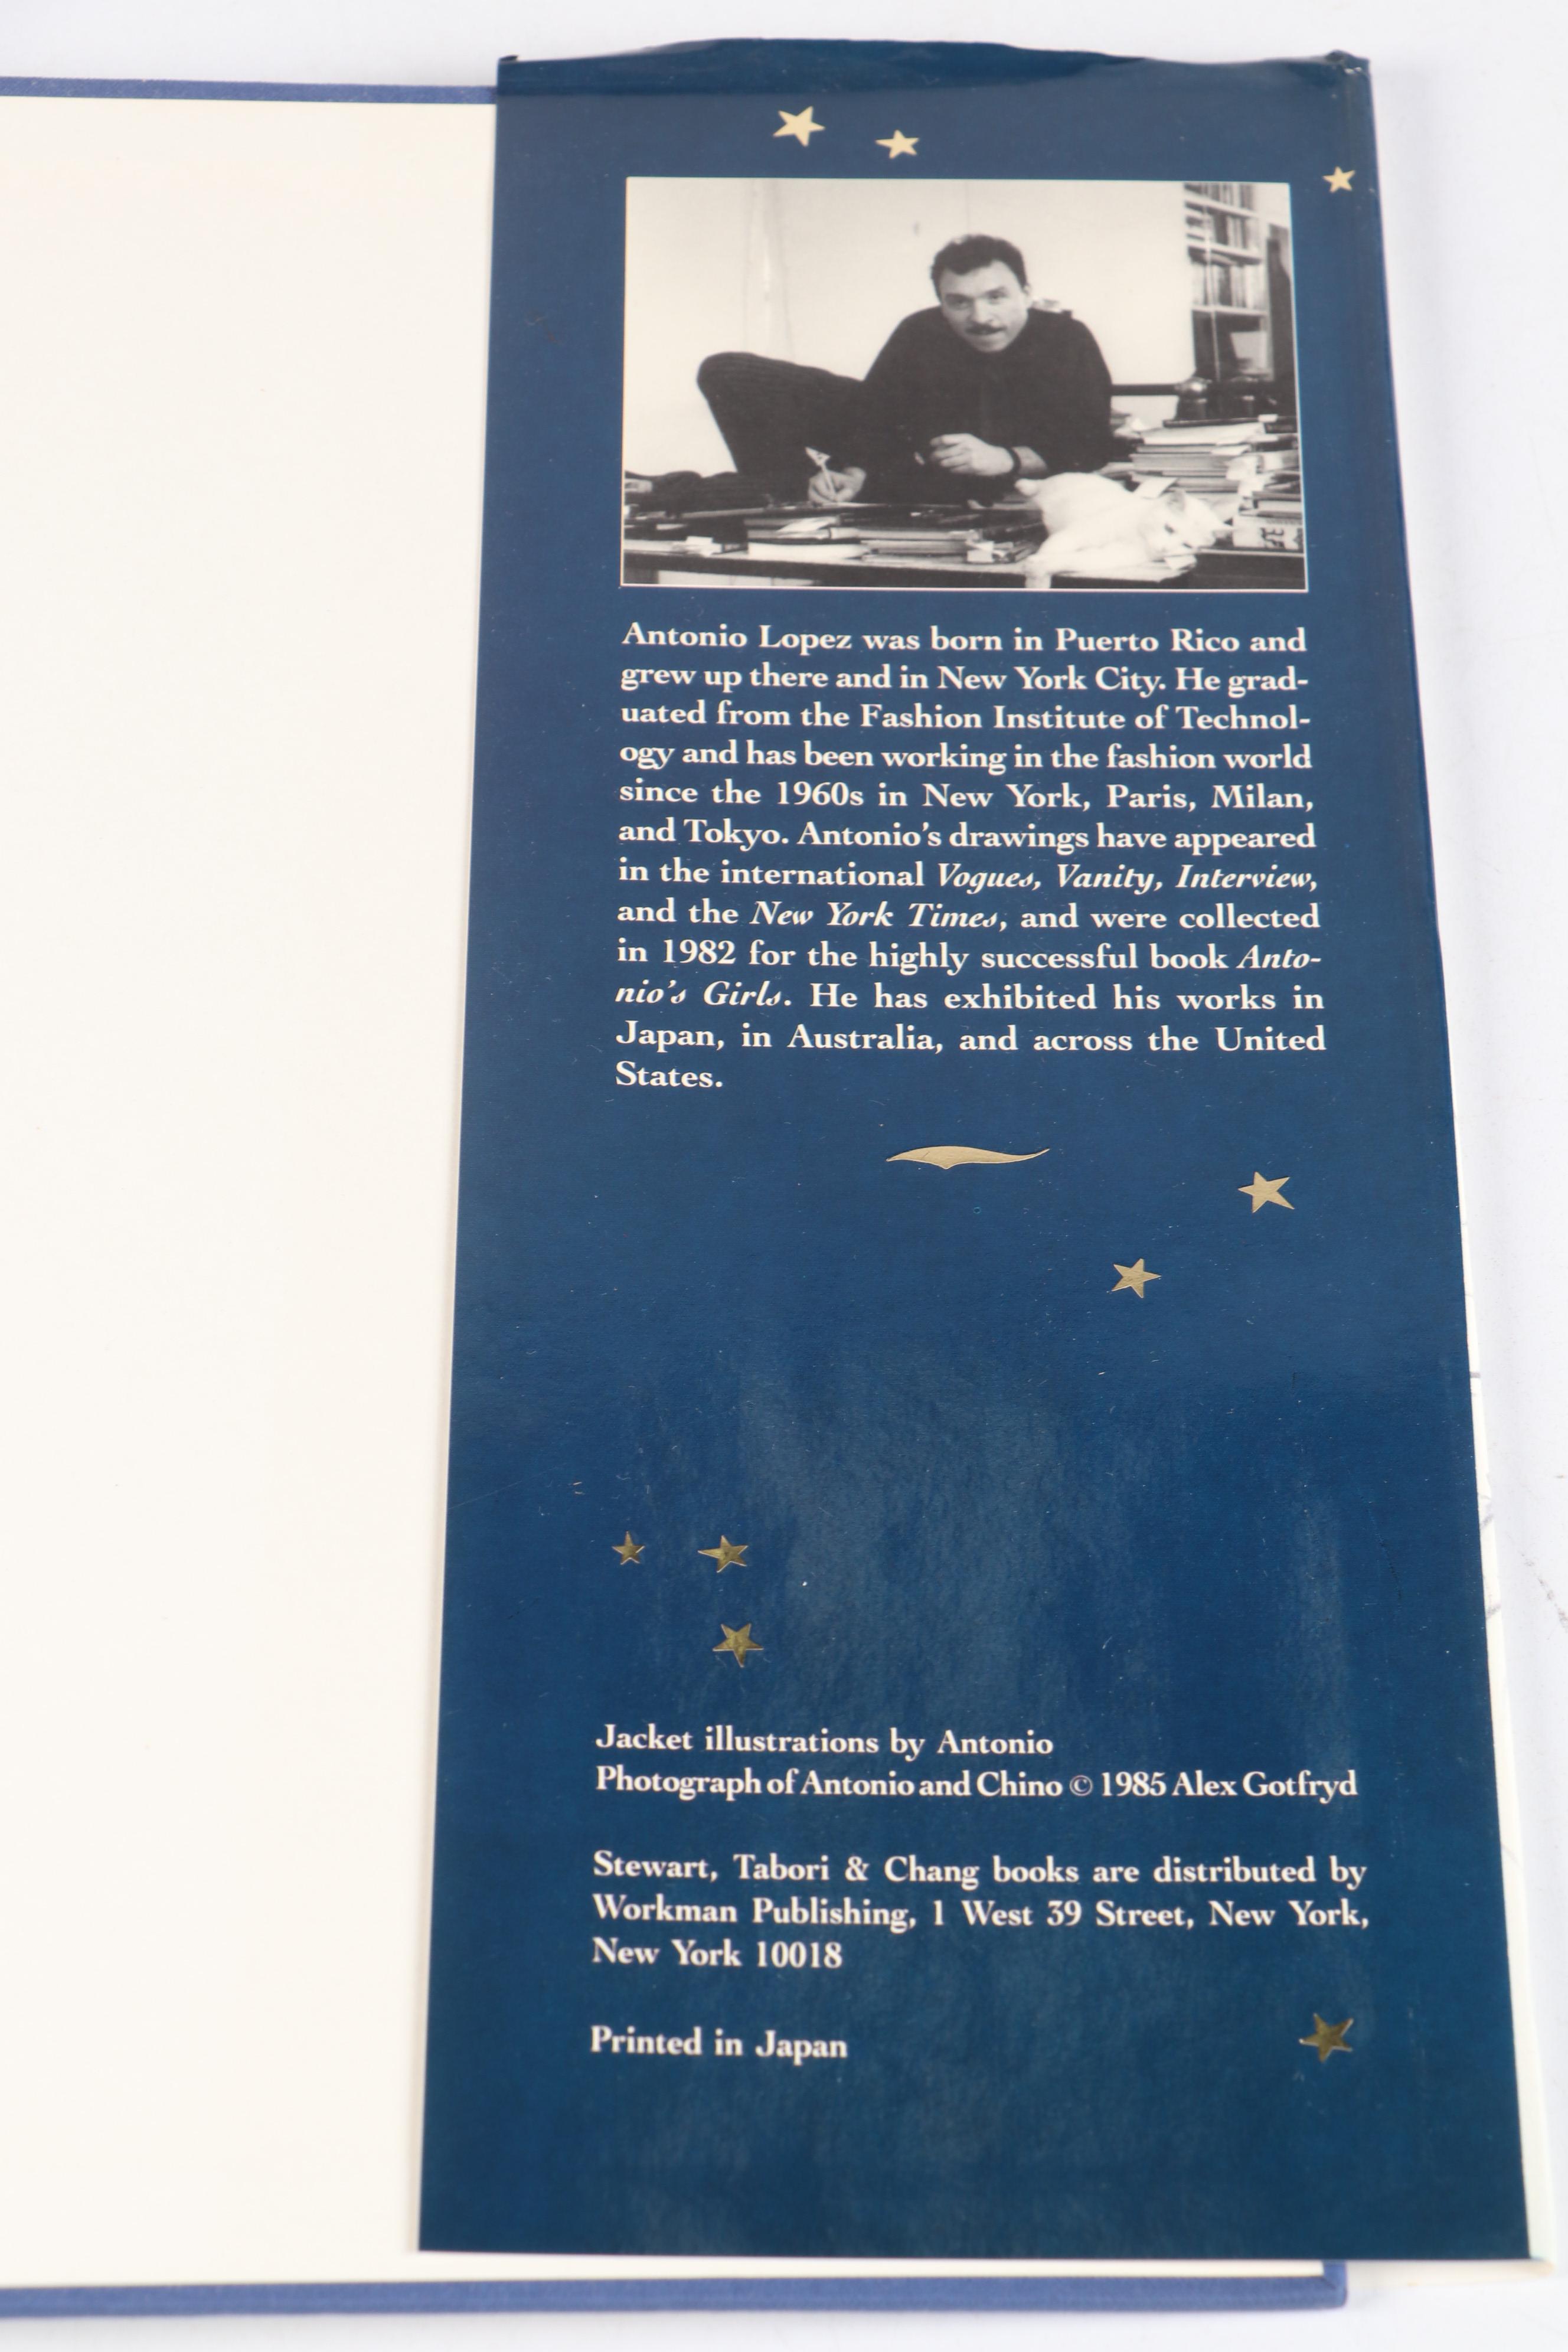 Antonio Lopez was born in Puerto Rico and
grew up there and in New York City. He grad-
uated from the Fashion Institute of Technol-
ogy and has been working in the fashion world
since the 1960s in New York, Paris, Milan,
and Tokyo. Antonio's drawings have appeared
in the international Vogues, Vanity, Interview,
and the New York Times, and were collected
in 1982 for the highly successful book Anto-
nio's Girls. He has exhibited his works in
Japan, in Australia, and across the United
States.
Jacket illustrations by Antonio
Photograph of Antonio and Chino © 1985 Alex Gotfryd
Stewart, Tabori & Chang books are distributed by
Workman Publishing, 1 West 39 Street, New York,
New York 10018
Printed in Japan